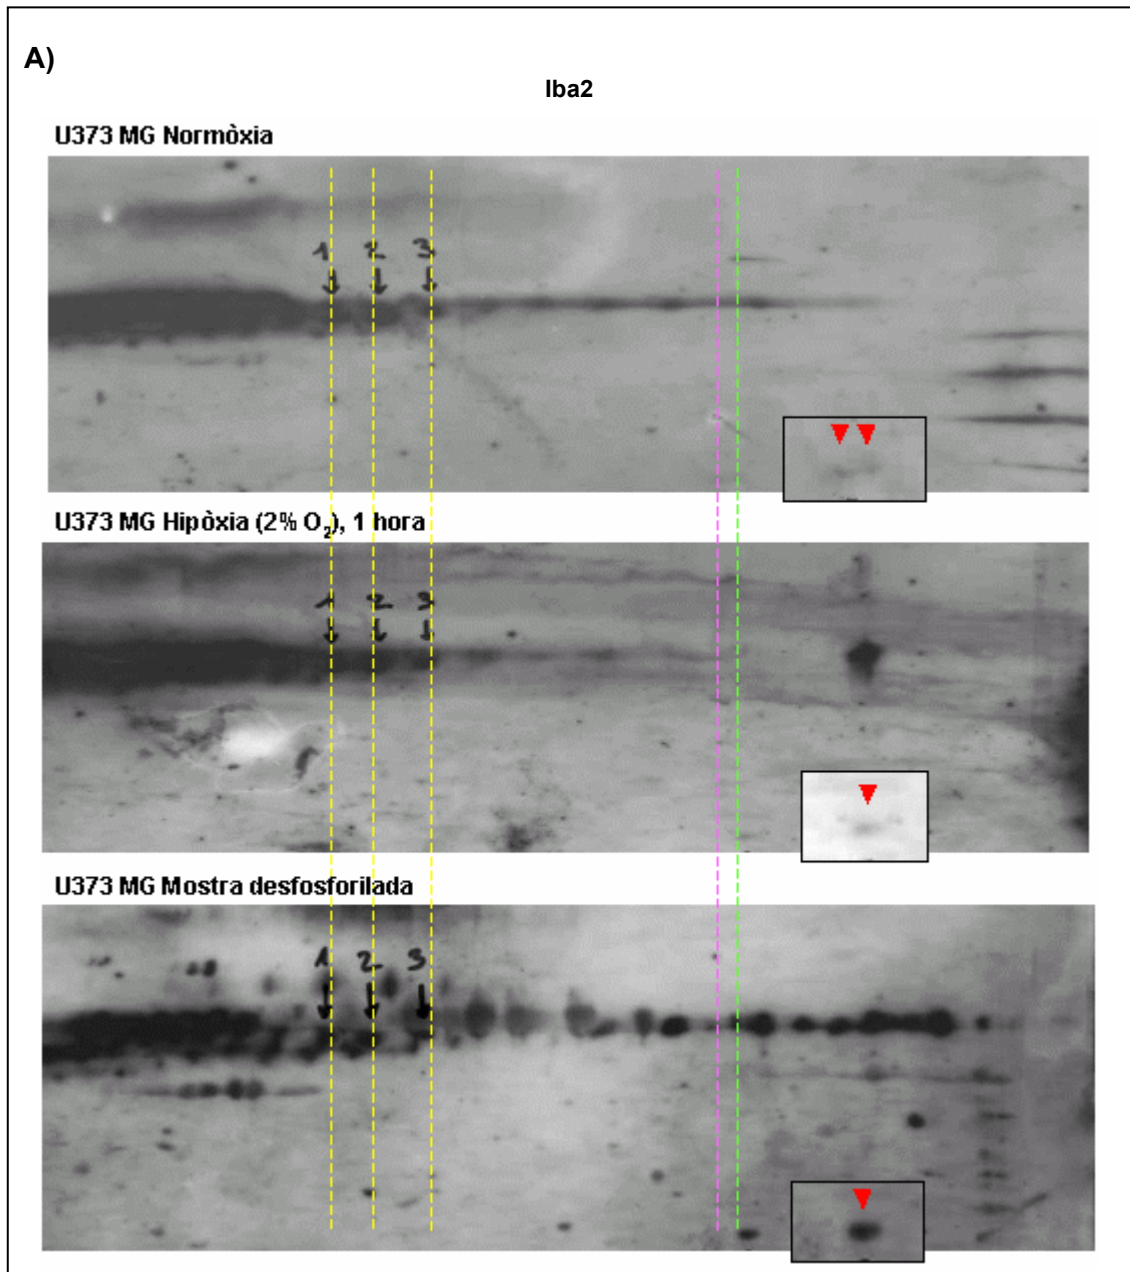 A)
Iba2
U373 MG Normòxia
1 2 3
U373 MG Hipòxia (2% O₂), 1 hora
1 2 3
U373 MG Mostra desfosforilada
1 2 3